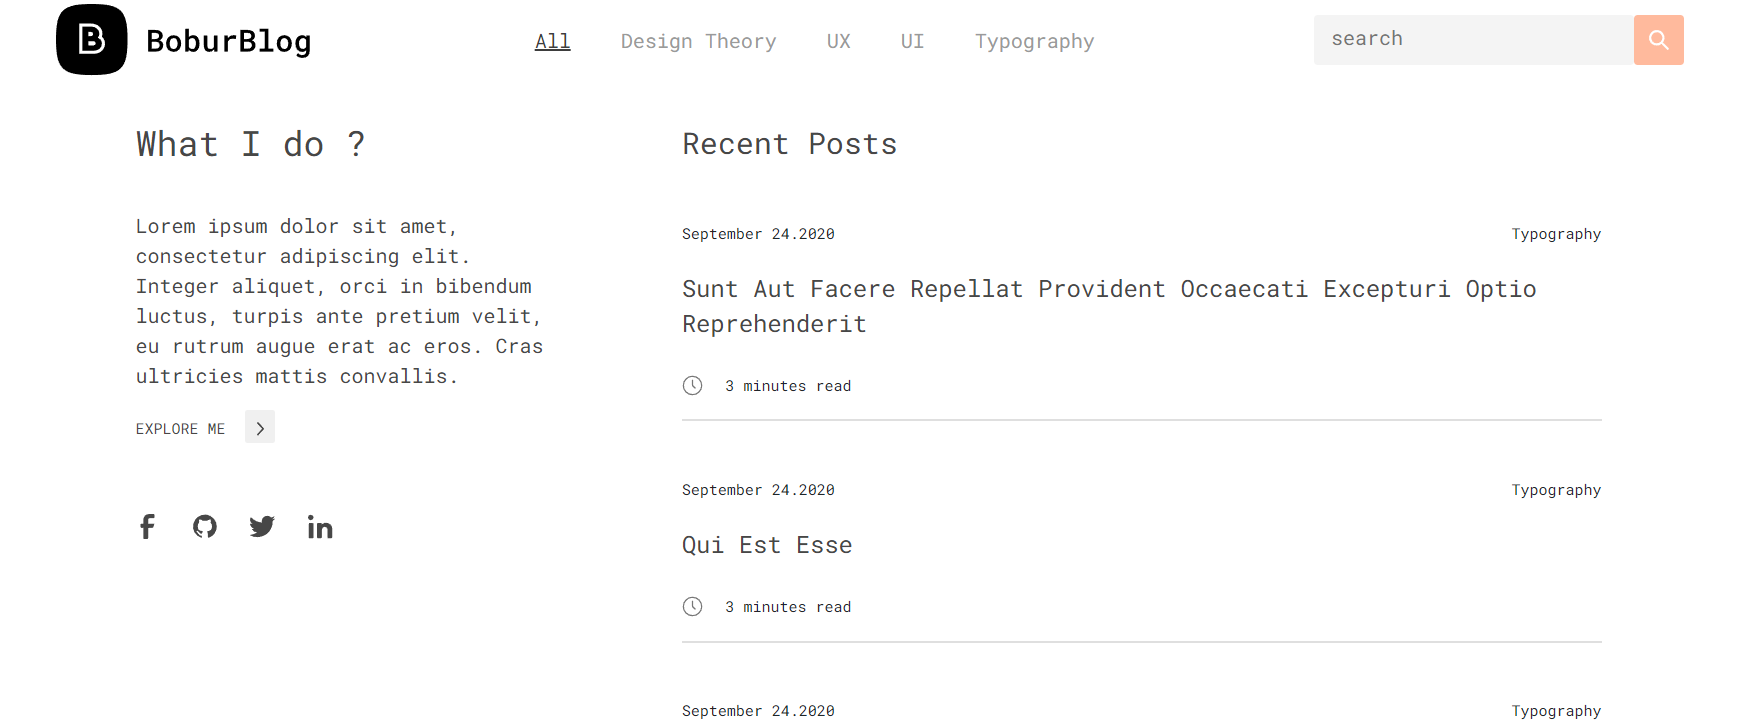 B BoburBlog
All Design Theory UX UI Typography
search
What I do ?
Lorem ipsum dolor sit amet,
consectetur adipiscing elit.
Integer aliquet, orci in bibendum
luctus, turpis ante pretium velit,
eu rutrum augue erat ac eros. Cras
ultricies mattis convallis.
EXPLORE ME
Recent Posts
September 24.2020 Typography
Sunt Aut Facere Repellat Provident Occaecati Excepturi Optio
Reprehenderit
3 minutes read
September 24.2020 Typography
Qui Est Esse
3 minutes read
September 24.2020 Typography